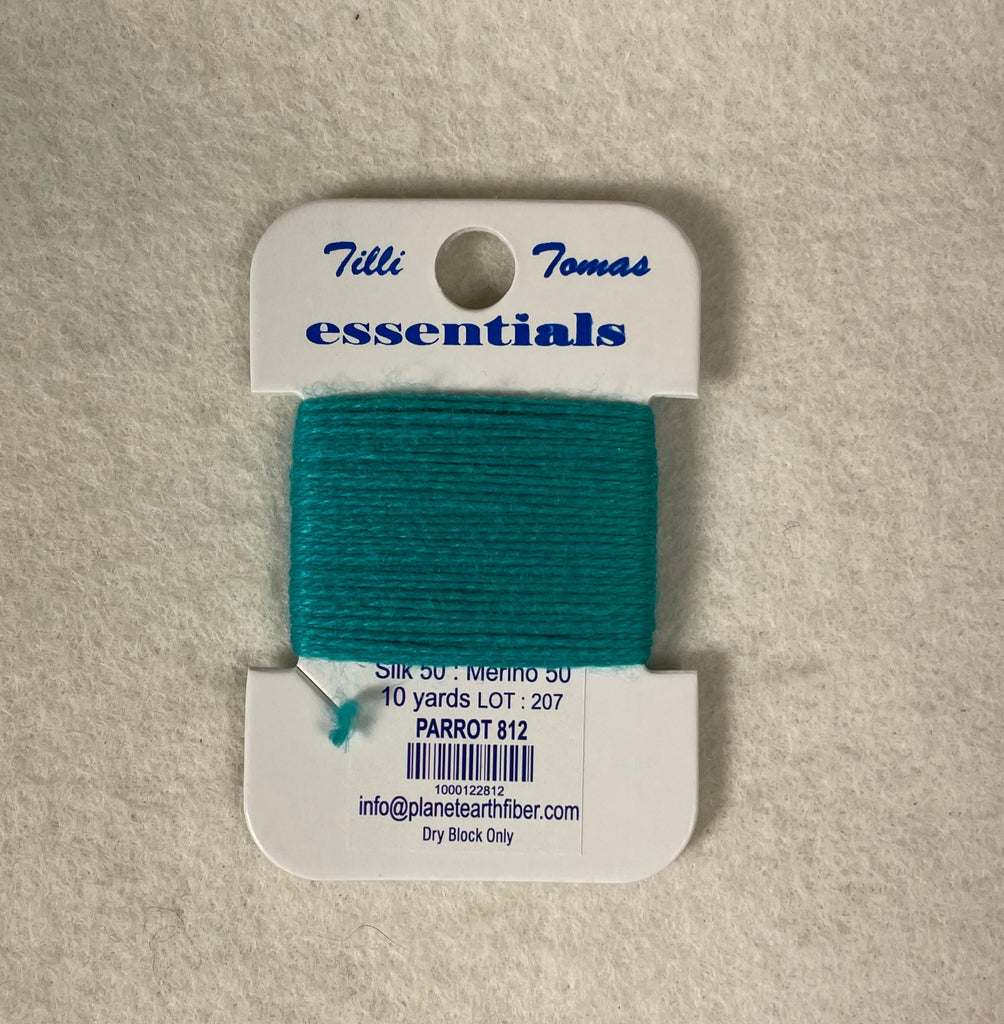 Tilli Tomas
essentials
Silk 50 : Merino 50
10 yards LOT : 207
PARROT 812
1000122812
info@planetearthfiber.com
Dry Block Only